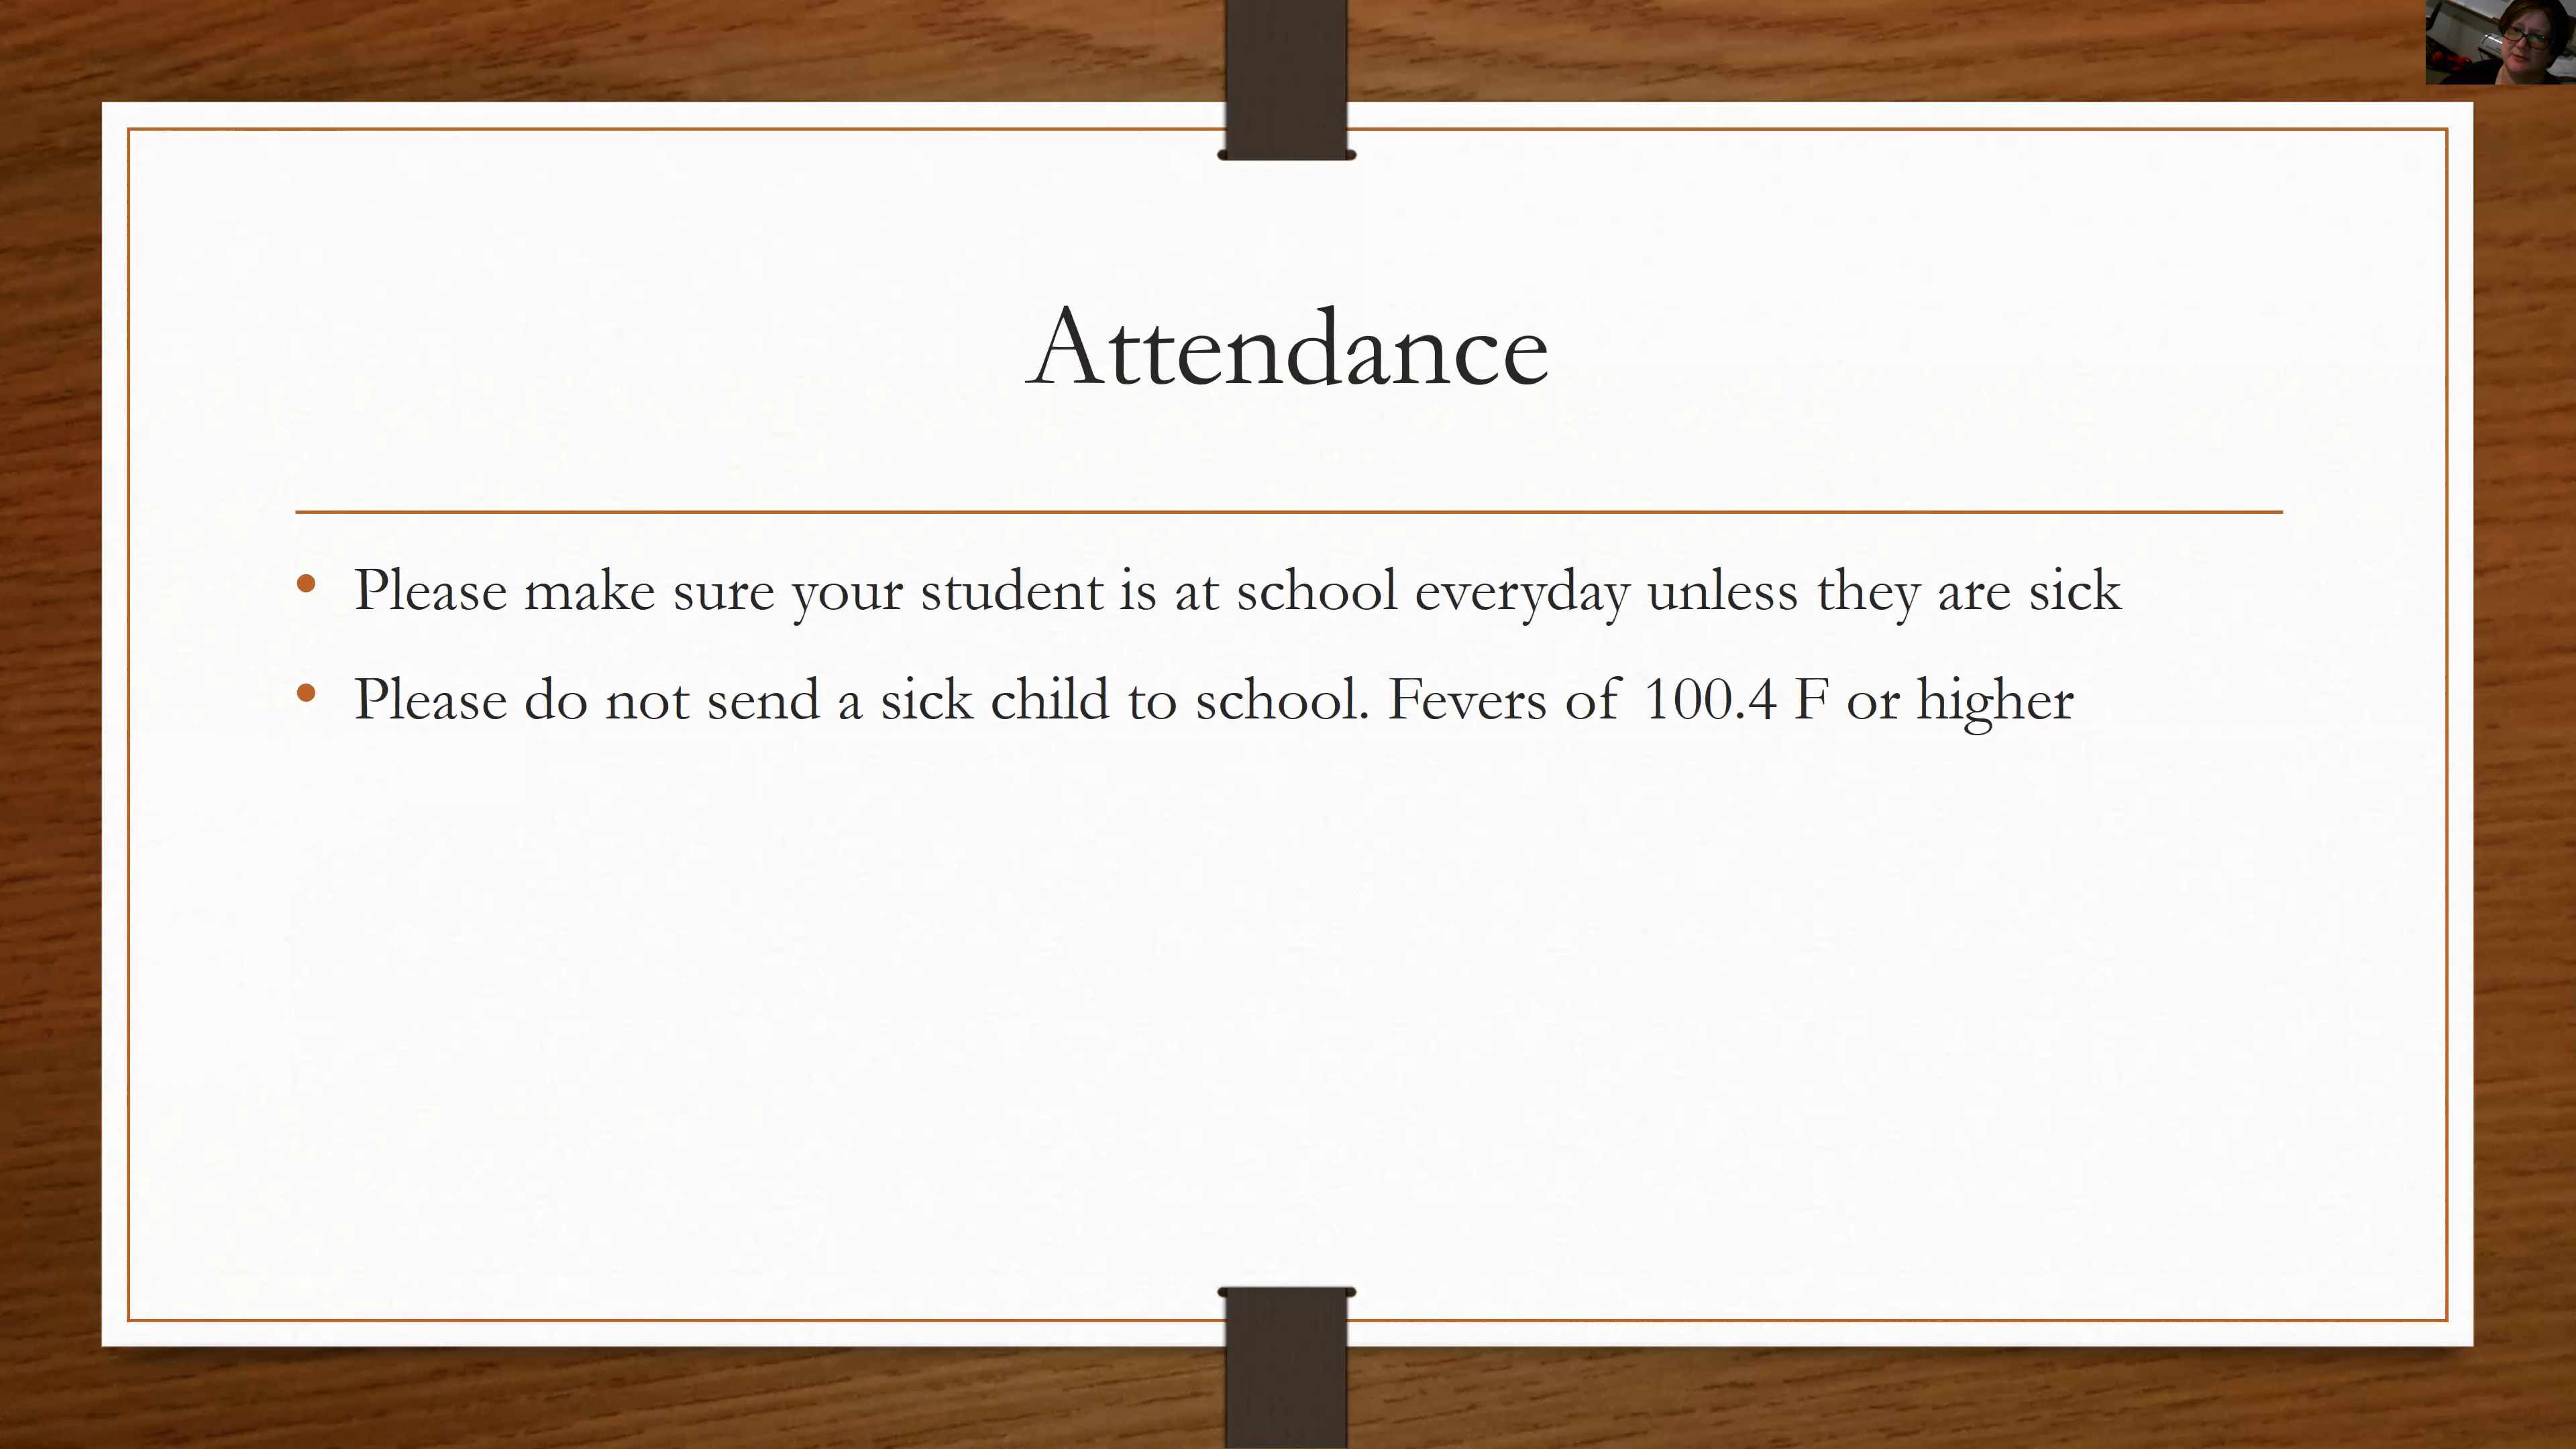 Attendance
Please make sure your student is at school everyday unless they are sick
Please do not send a sick child to school. Fevers of 100.4 F or higher